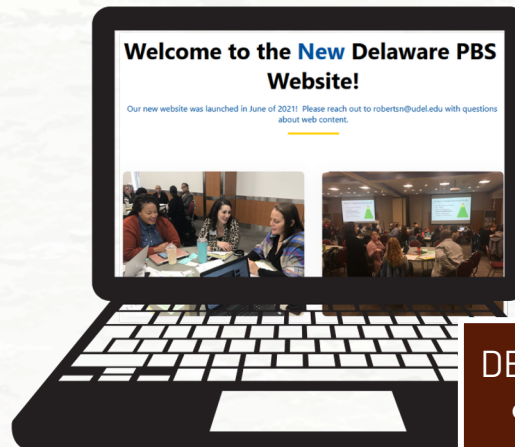 Welcome to the New Delaware PBS
Website!
Our new website was launched in June of 2021! Please reach out to robertsn@udel.edu with questions
about web content.
DE